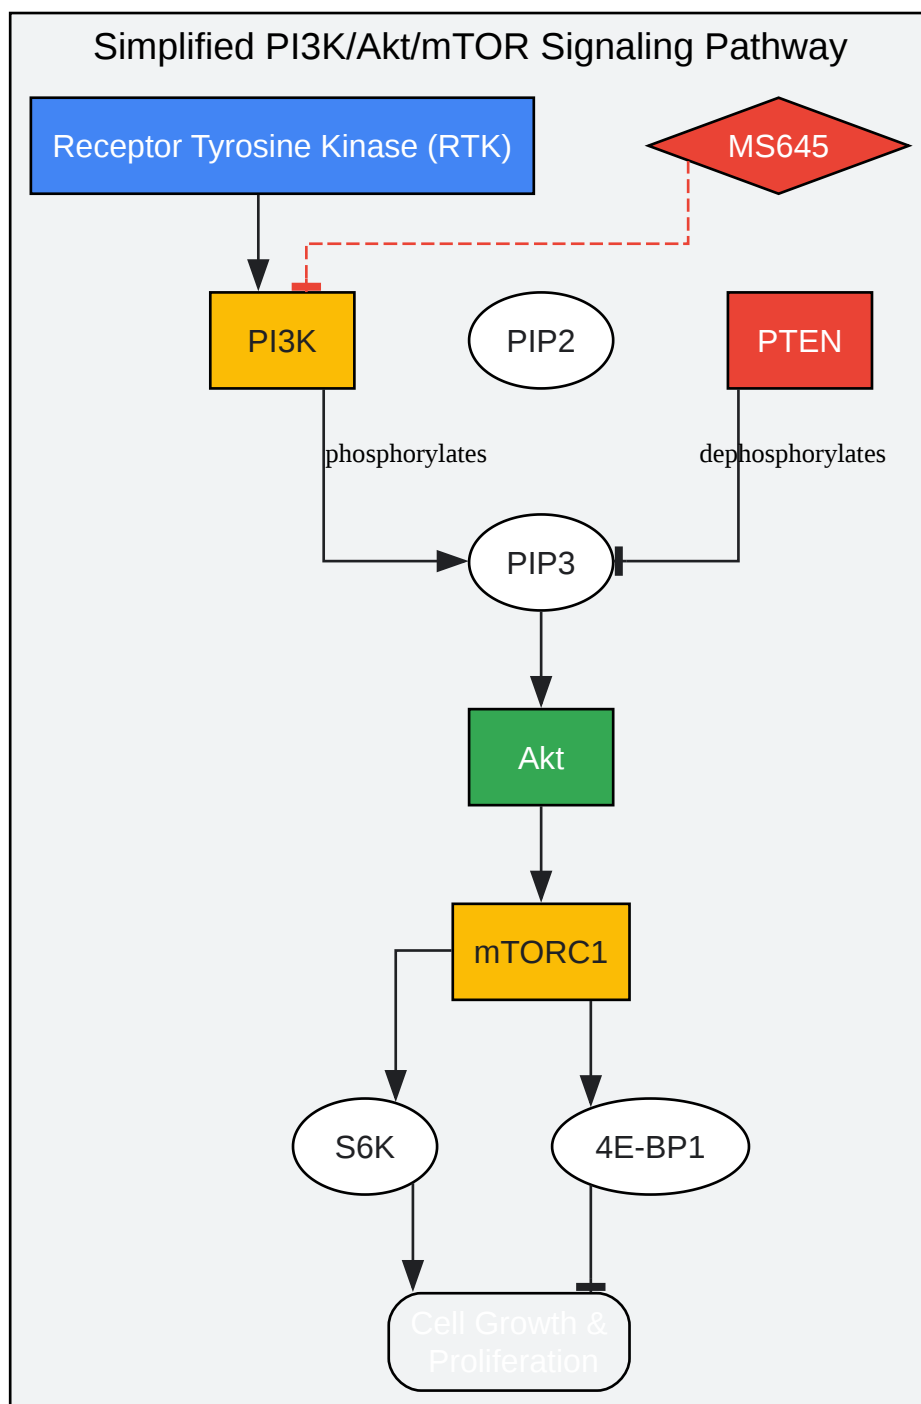 Simplified PI3K/Akt/mTOR Signaling Pathway
Receptor Tyrosine Kinase (RTK)
MS645
PI3K
PIP2
PTEN
phosphorylates
dephosphorylates
PIP3
Akt
mTORC1
S6K
4E-BP1
Cell Growth &
Proliferation